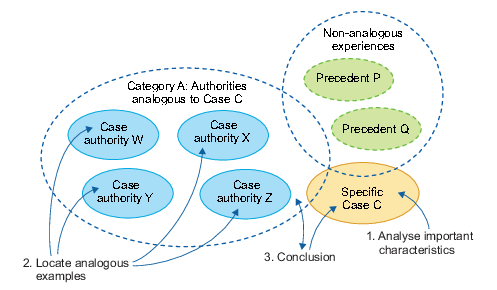 Non-analogous
experiences
Precedent P
Precedent Q
Category A: Authorities
analogous to Case C
Case
authority W
Case
authority X
Case
authority Y
Case
authority Z
Specific
Case C
1. Analyse important
characteristics
2. Locate analogous
examples
3. Conclusion